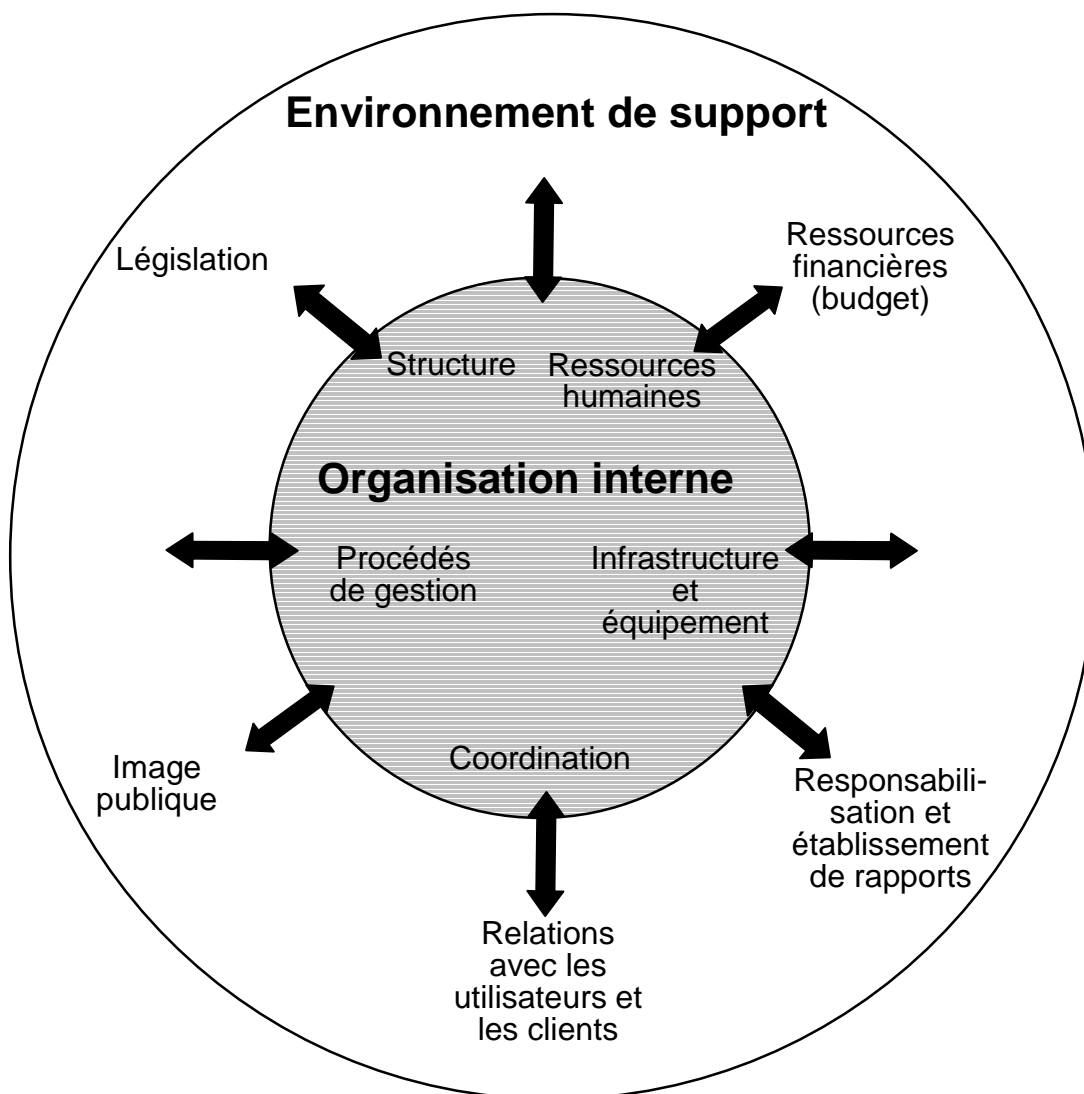 Environnement de support
Législation
Ressources
financières
(budget)
Structure
Ressources
humaines
Organisation interne
Procédés
de gestion
Infrastructure
et
équipement
Image
publique
Coordination
Responsabili-
sation et
établissement
de rapports
Relations
avec les
utilisateurs et
les clients